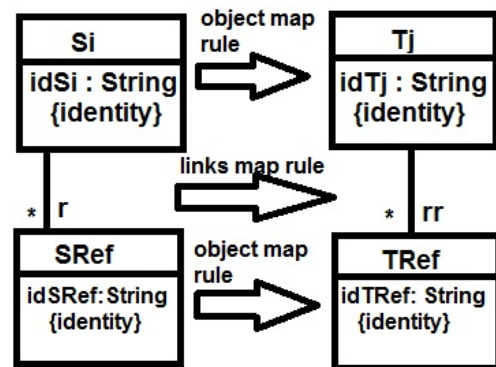 Si
object map
rule
Tj
idSi : String
{identity}
idTj : String
{identity}
links map rule
* r
* rr
SRef
object map
rule
TRef
idSRef:String
{identity}
idTRef: String
{identity}